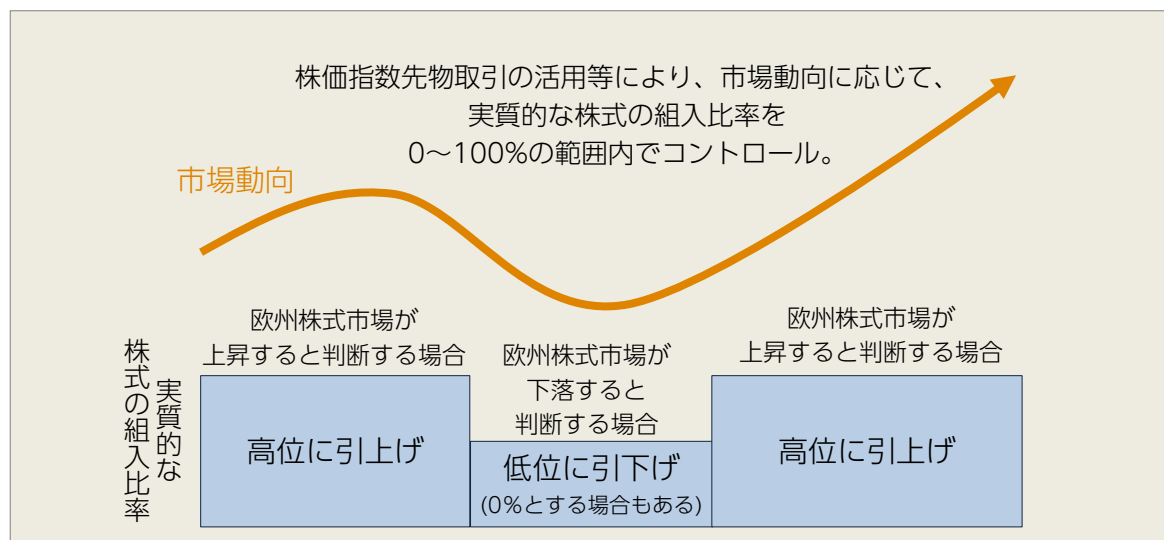 株価指数先物取引の活用等により、市場動向に応じて、
実質的な株式の組入比率を
0～100%の範囲内でコントロール。
市場動向
欧州株式市場が
上昇すると判断する場合
欧州株式市場が
下落すると
判断する場合
欧州株式市場が
上昇すると判断する場合
実質的な
株式の組入比率
高位に引上げ
低位に引下げ
(0%とする場合もある)
高位に引上げ